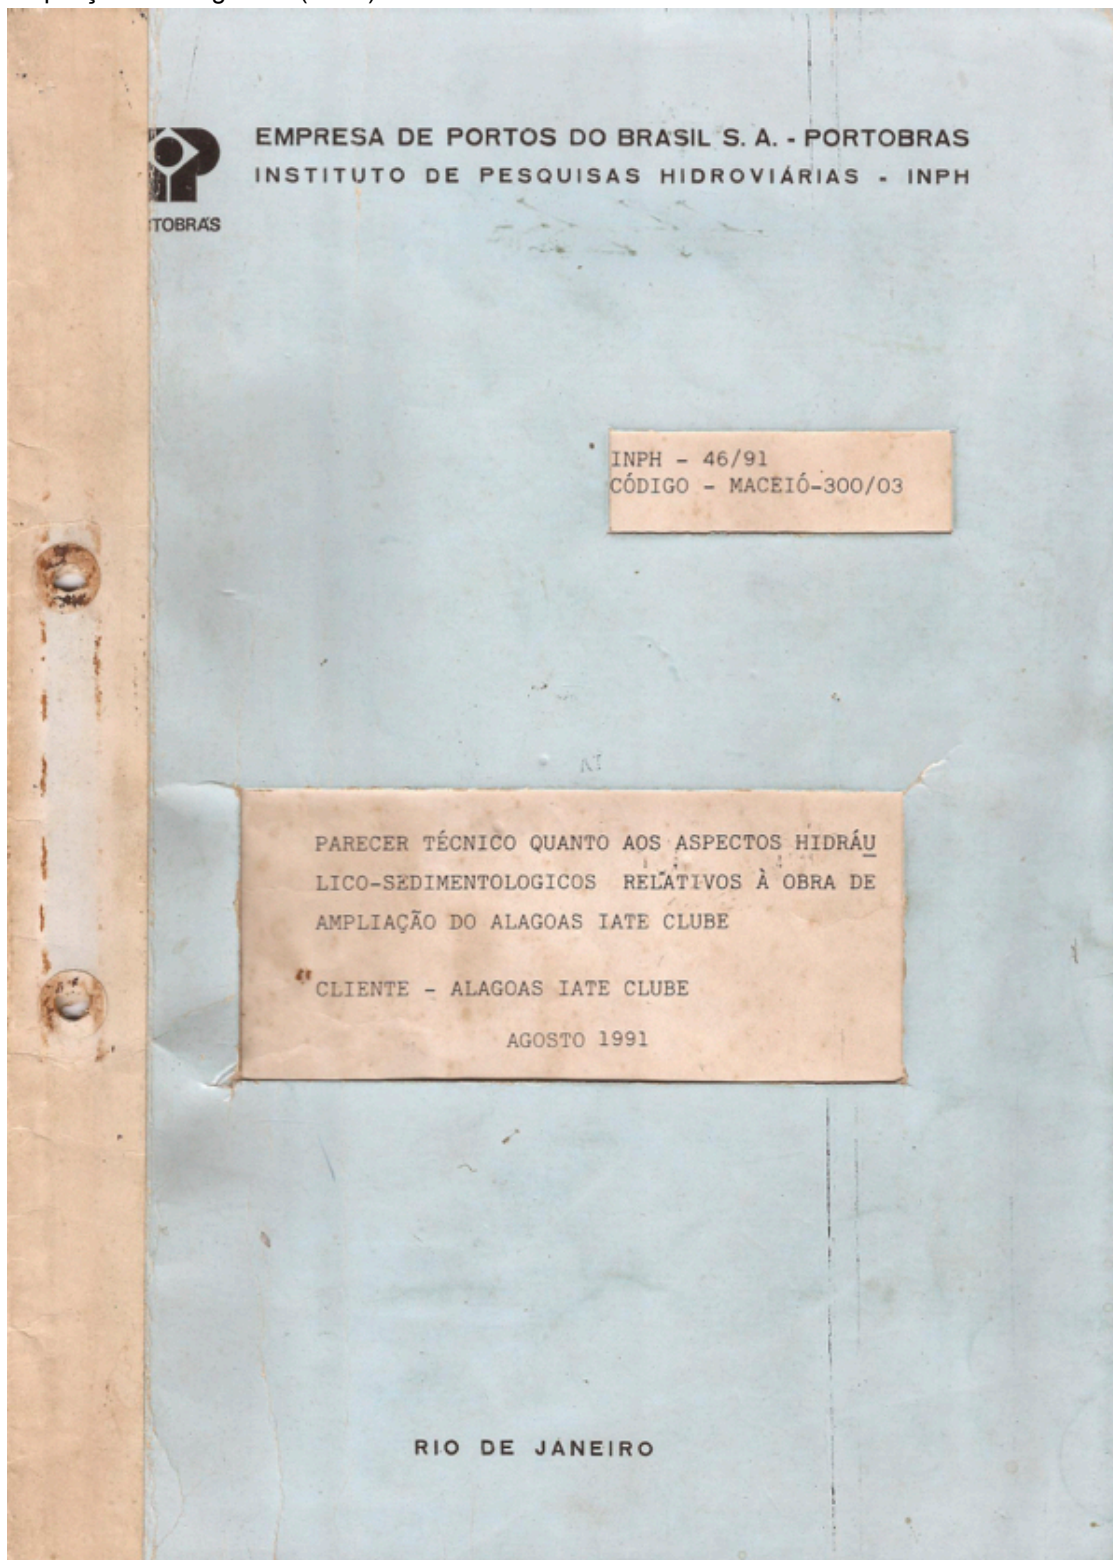 EMPRESA DE PORTOS DO BRASIL S. A. - PORTOBRAS
INSTITUTO DE PESQUISAS HIDROVIÁRIAS - INPH
TOBRÁS
INPH - 46/91
CÓDIGO - MACEIÓ-300/03
PARECER TÉCNICO QUANTO AOS ASPECTOS HIDRÁU
LICO-SEDIMENTOLOGICOS RELATIVOS À OBRA DE
AMPLIAÇÃO DO ALAGOAS IATE CLUBE
CLIENTE - ALAGOAS IATE CLUBE
AGOSTO 1991
RIO DE JANEIRO